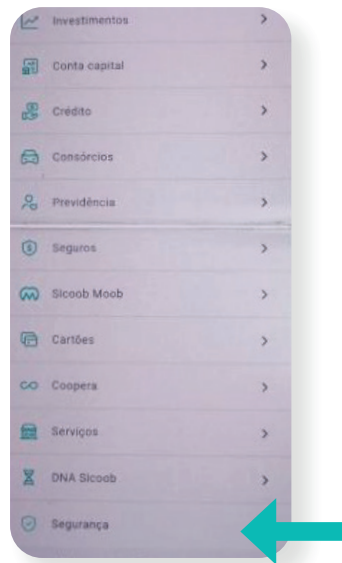 Investimentos
Conta capital
Crédito
Consórcios
Previdência
Seguros
Sicoob Moob
Cartões
Coopera
Serviços
DNA Sicoob
Segurança